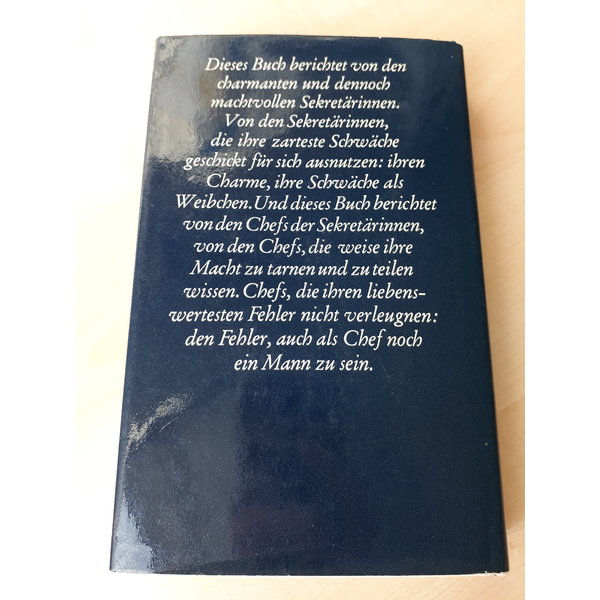 Dieses Buch berichtet von den
charmanten und dennoch
machtvollen Sekretärinnen.
Von den Sekretärinnen,
die ihre zarteste Schwäche
geschickt für sich ausnutzen: ihren
Charme, ihre Schwäche als
Weibchen. Und dieses Buch berichtet
von den Chefs der Sekretärinnen,
von den Chefs, die weise ihre
Macht zu tarnen und zu teilen
wissen. Chefs, die ihren liebens-
wertesten Fehler nicht verleugnen:
den Fehler, auch als Chef noch
ein Mann zu sein.